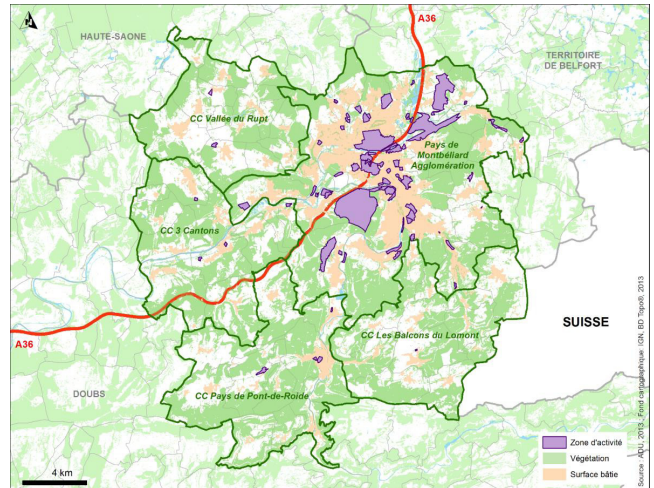 A36
HAUTE-SAONE
TERRITOIRE
DE BELFORT
CC Vallée du Rupt
Pays de
Montbéliard
Agglomération
CC 3 Cantons
SUISSE
CC Les Balcons du Lomont
A36
CC Pays de Pont-de-Roide
DOUBS
Zone d'activité
Végétation
Surface bâtie
4 km
Source : ADU, 2013 ; Fond cartographique : IGN, BD Topo®, 2013